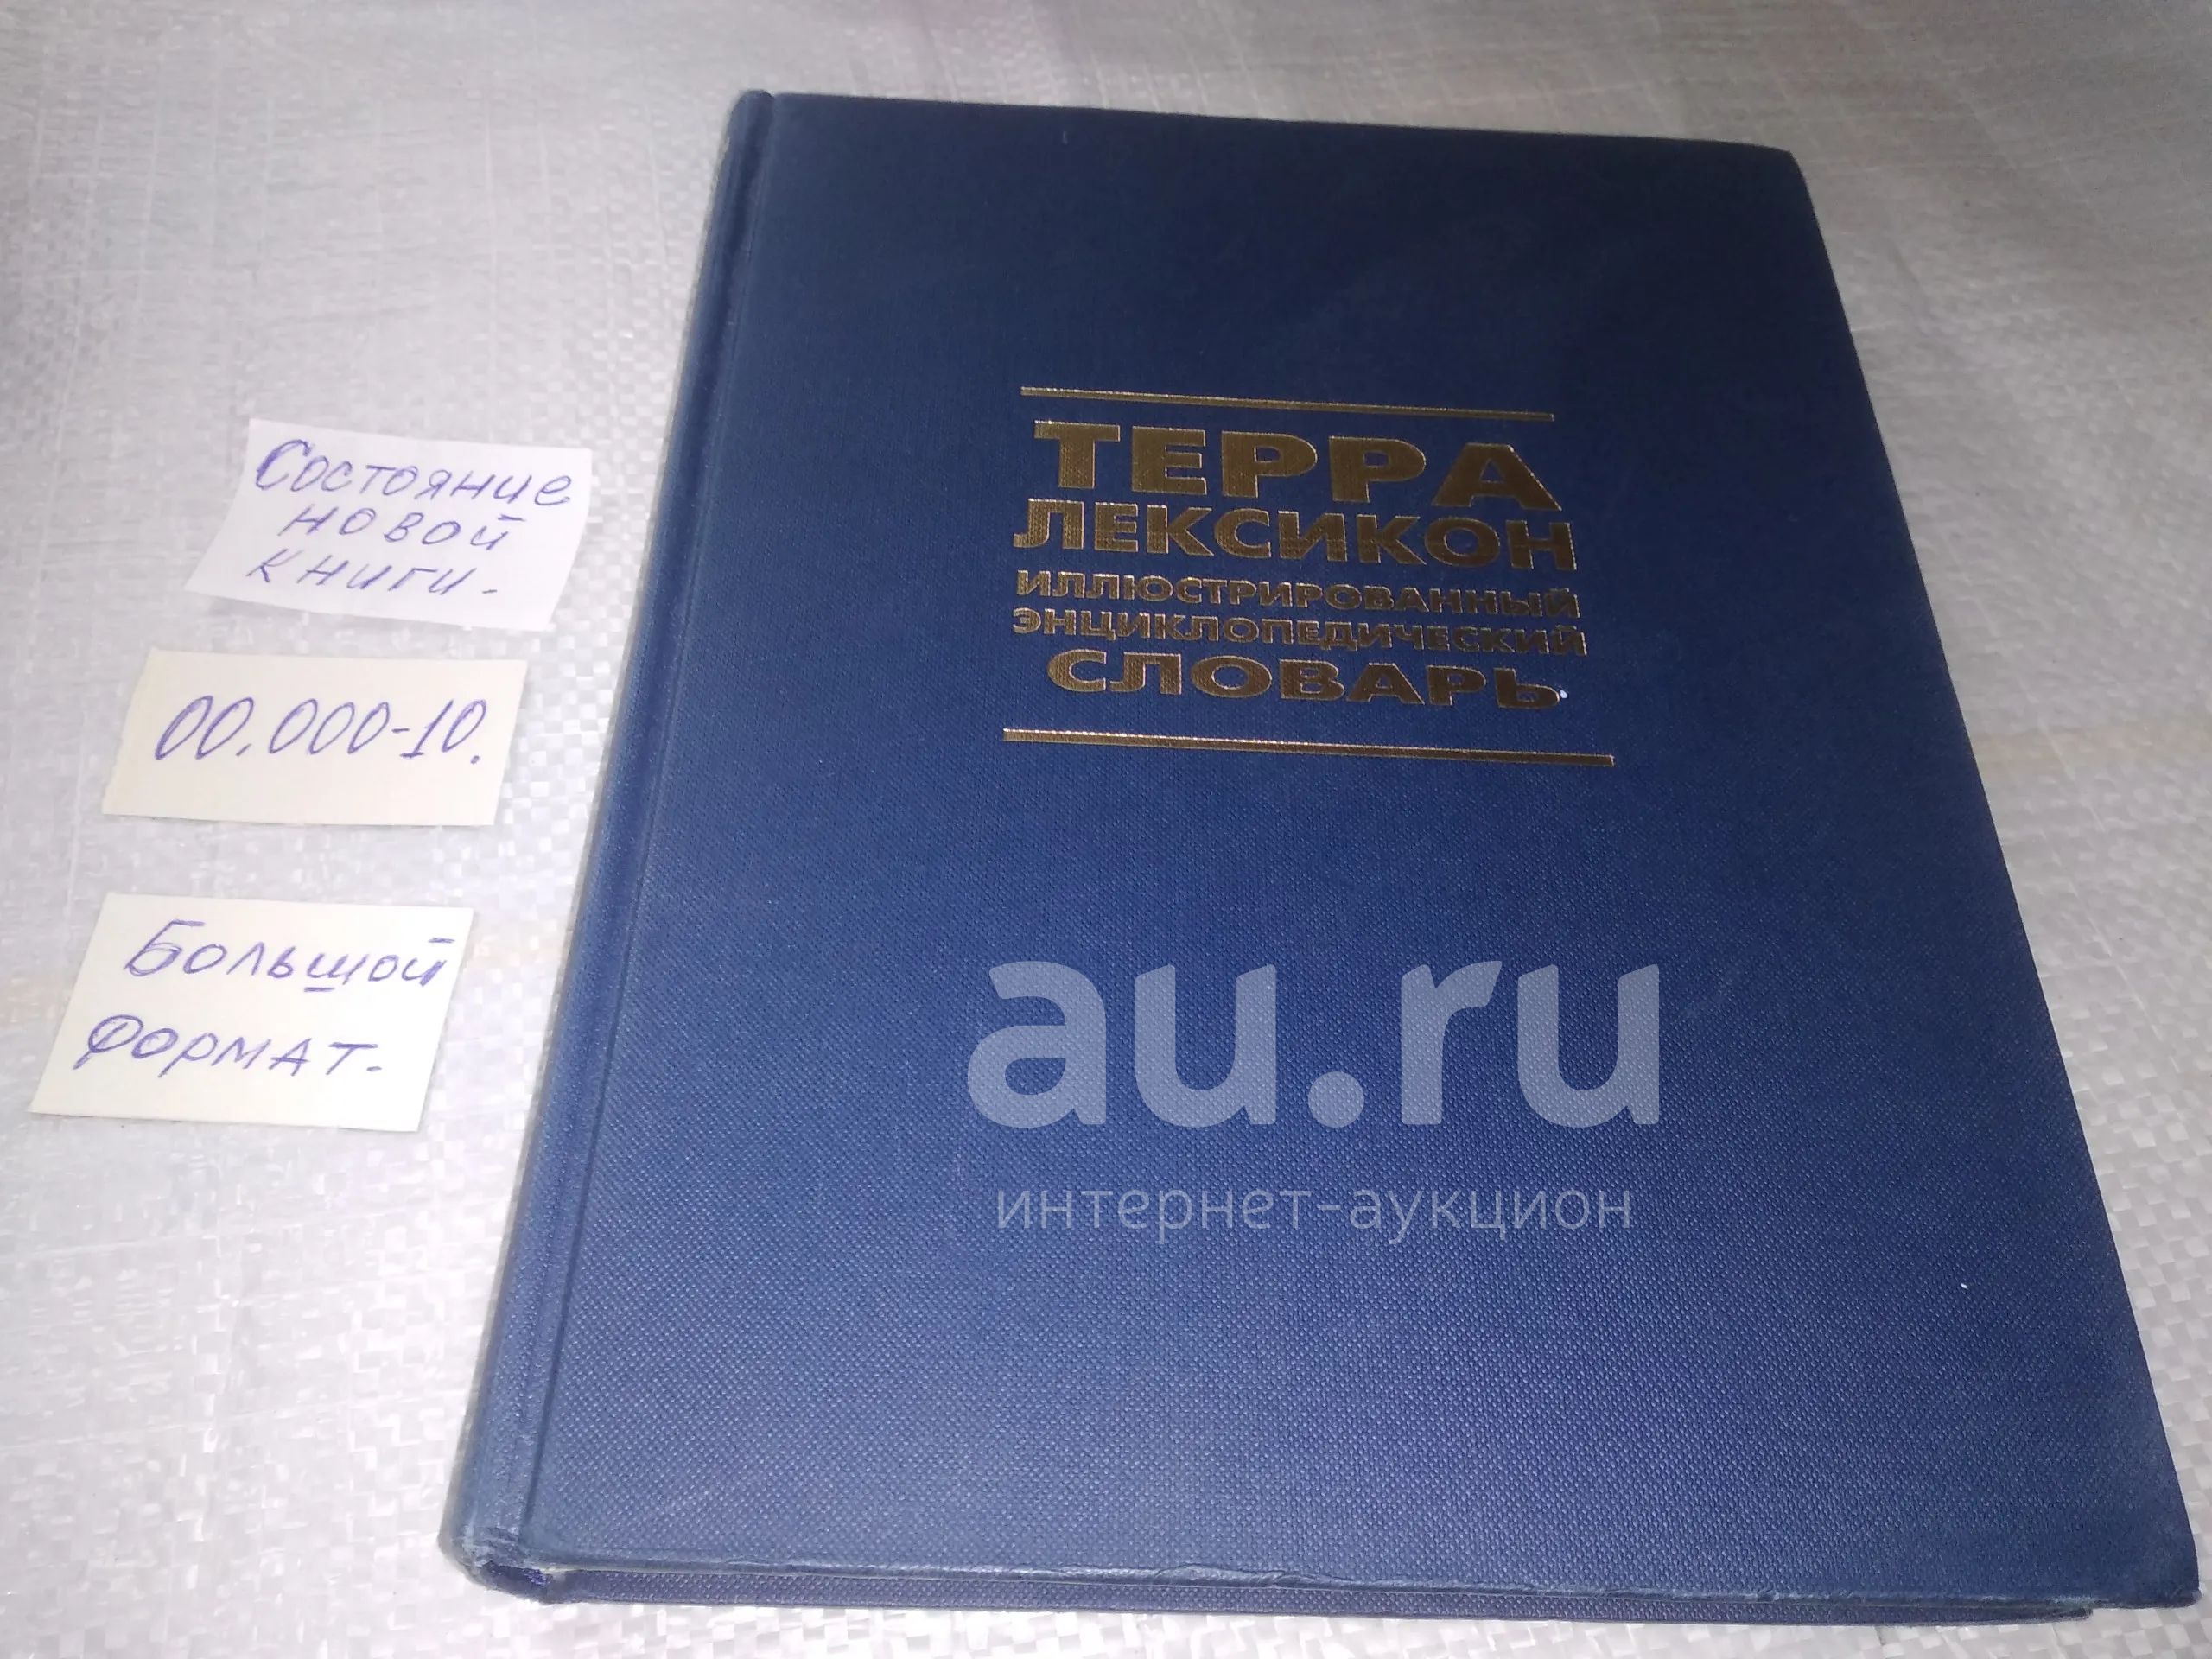 Состояние
новой
книги.
00.000-10.
Большой
формат.
ТЕРРА
ЛЕКСИКОН
ИЛЛЮСТРИРОВАННЫЙ
ЭНЦИКЛОПЕДИЧЕСКИЙ
СЛОВАРЬ
au.ru
интернет-аукцион